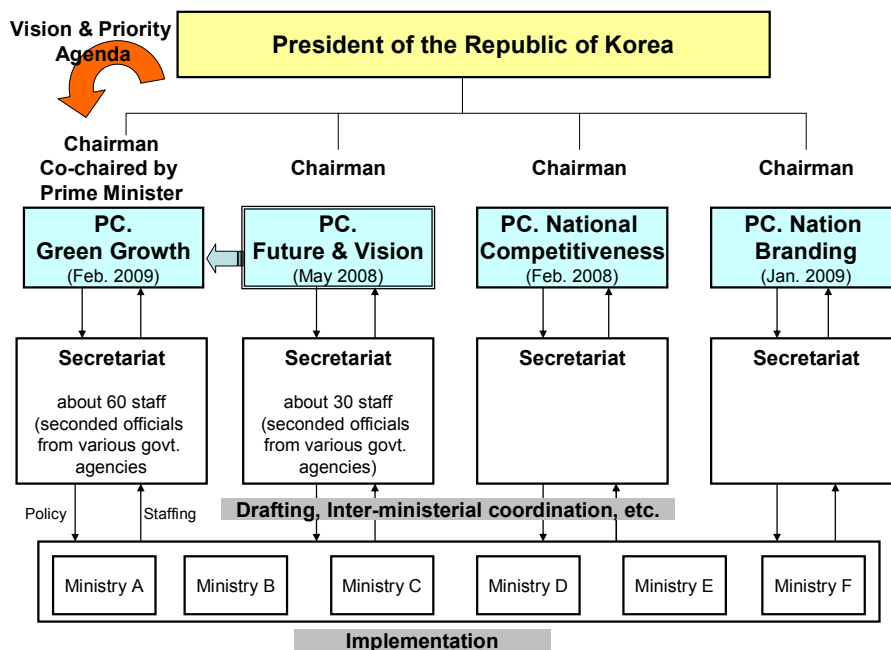 Vision & Priority
Agenda
President of the Republic of Korea
Chairman
Co-chaired by
Prime Minister
Chairman
Chairman
Chairman
PC.
Green Growth
(Feb. 2009)
PC.
Future & Vision
(May 2008)
PC. National
Competitiveness
(Feb. 2008)
PC. Nation
Branding
(Jan. 2009)
Secretariat
about 60 staff
(seconded officials
from various govt.
agencies
Secretariat
about 30 staff
(seconded officials
from various govt.
agencies)
Secretariat
Secretariat
Policy
Staffing
Drafting, Inter-ministerial coordination, etc.
Ministry A
Ministry B
Ministry C
Ministry D
Ministry E
Ministry F
Implementation